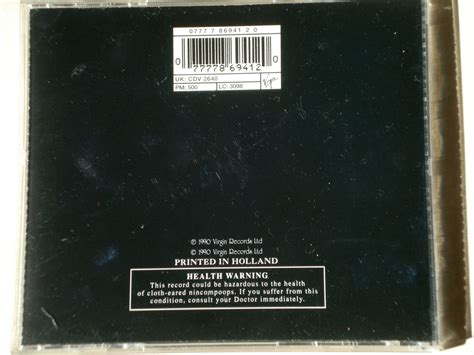 0777 7 86941 2 0
0 77778 69412 0
UK: CDV 2640
PM: 500 LC: 3098
Virgin
℗ 1990 Virgin Records Ltd
© 1990 Virgin Records Ltd
PRINTED IN HOLLAND
HEALTH WARNING
This record could be hazardous to the health
of cloth-eared nincompoops. If you suffer from this
condition, consult your Doctor immediately.